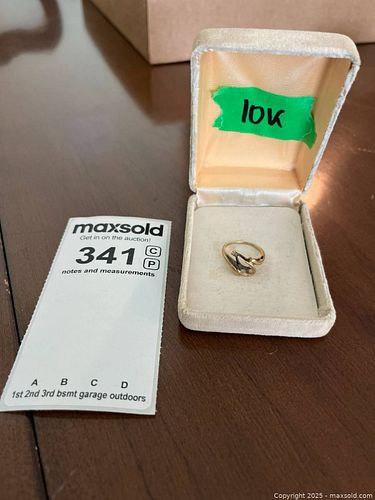 10K
maxsold
Get in on the auction!
341 C
P
notes and measurements
A B C D
1st 2nd 3rd bsmt garage outdoors
Copyright 2025 - maxsold.com